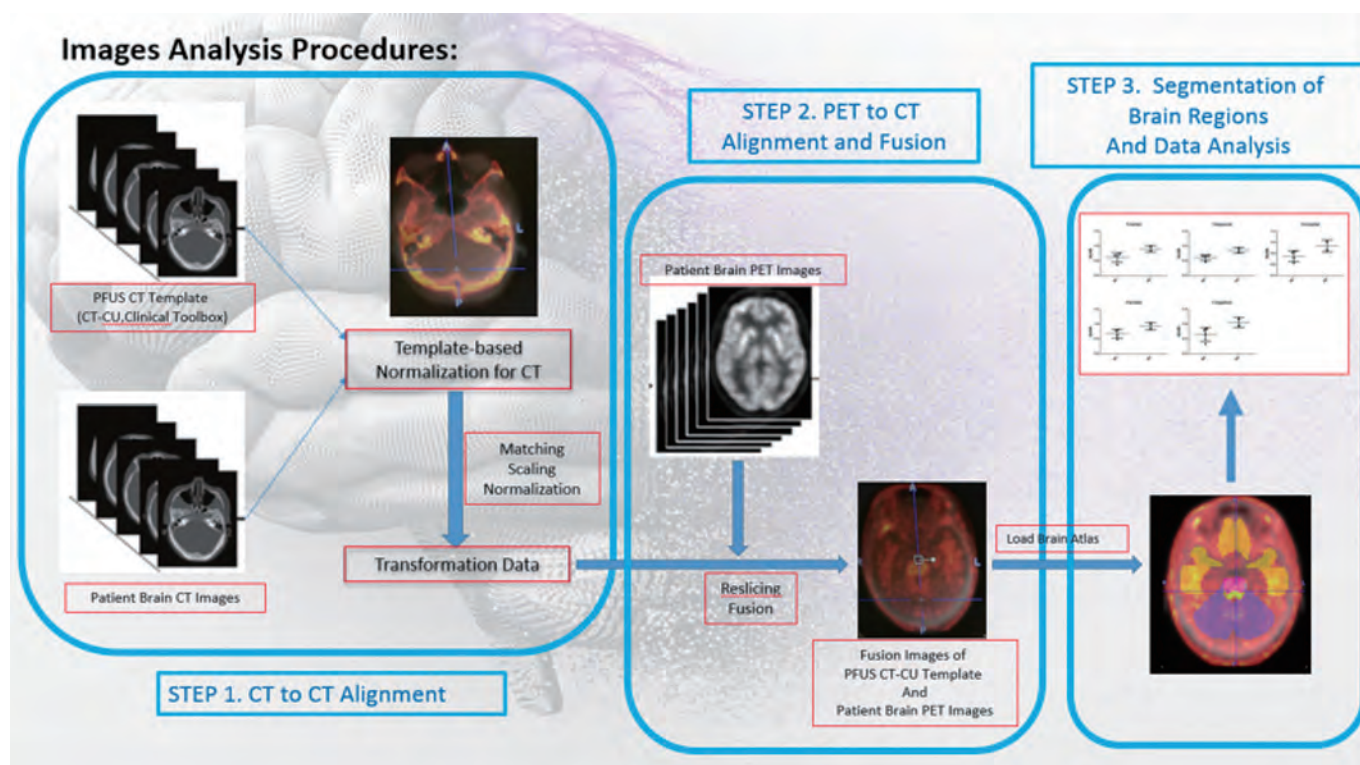 Images Analysis Procedures:
PFUS CT Template
(CT-CU,Clinical Toolbox)
Patient Brain CT Images
Template-based
Normalization for CT
Matching
Scaling
Normalization
Transformation Data
STEP 1. CT to CT Alignment
STEP 2. PET to CT
Alignment and Fusion
Patient Brain PET Images
Reslicing
Fusion
Fusion Images of
PFUS CT-CU Template
And
Patient Brain PET Images
STEP 3. Segmentation of
Brain Regions
And Data Analysis
Load Brain Atlas
A
L
P
A
L
P